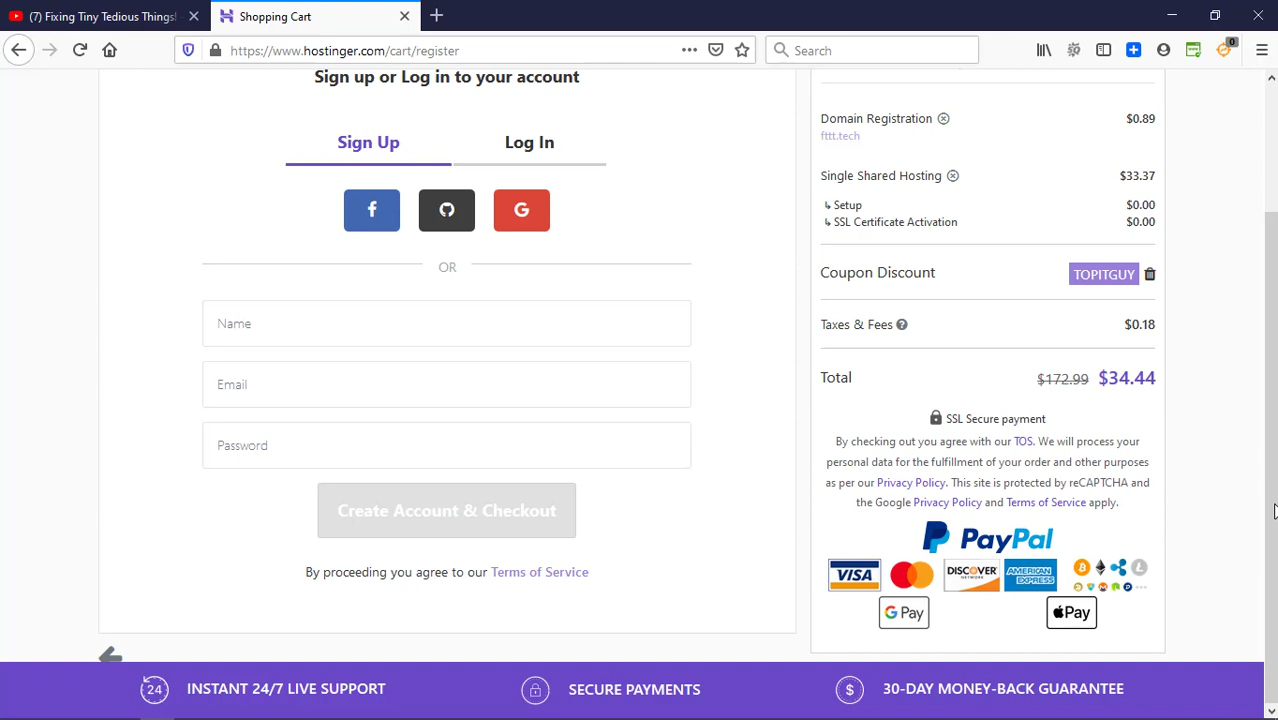 (7) Fixing Tiny Tedious Things!
Shopping Cart
https://www.hostinger.com/cart/register
Search
0
Sign up or Log in to your account
Sign Up
Log In
f
G
OR
Name
Email
Password
Create Account & Checkout
By proceeding you agree to our Terms of Service
Domain Registration $0.89
fttt.tech
Single Shared Hosting $33.37
↳ Setup $0.00
↳ SSL Certificate Activation $0.00
Coupon Discount TOPITGUY
Taxes & Fees ? $0.18
Total $172.99 $34.44
SSL Secure payment
By checking out you agree with our TOS. We will process your
personal data for the fulfillment of your order and other purposes
as per our Privacy Policy. This site is protected by reCAPTCHA and
the Google Privacy Policy and Terms of Service apply.
PayPal
VISA
MasterCard
DISCOVER
NETWORK
AMERICAN
EXPRESS
G Pay
Pay
24 INSTANT 24/7 LIVE SUPPORT
SECURE PAYMENTS
$ 30-DAY MONEY-BACK GUARANTEE